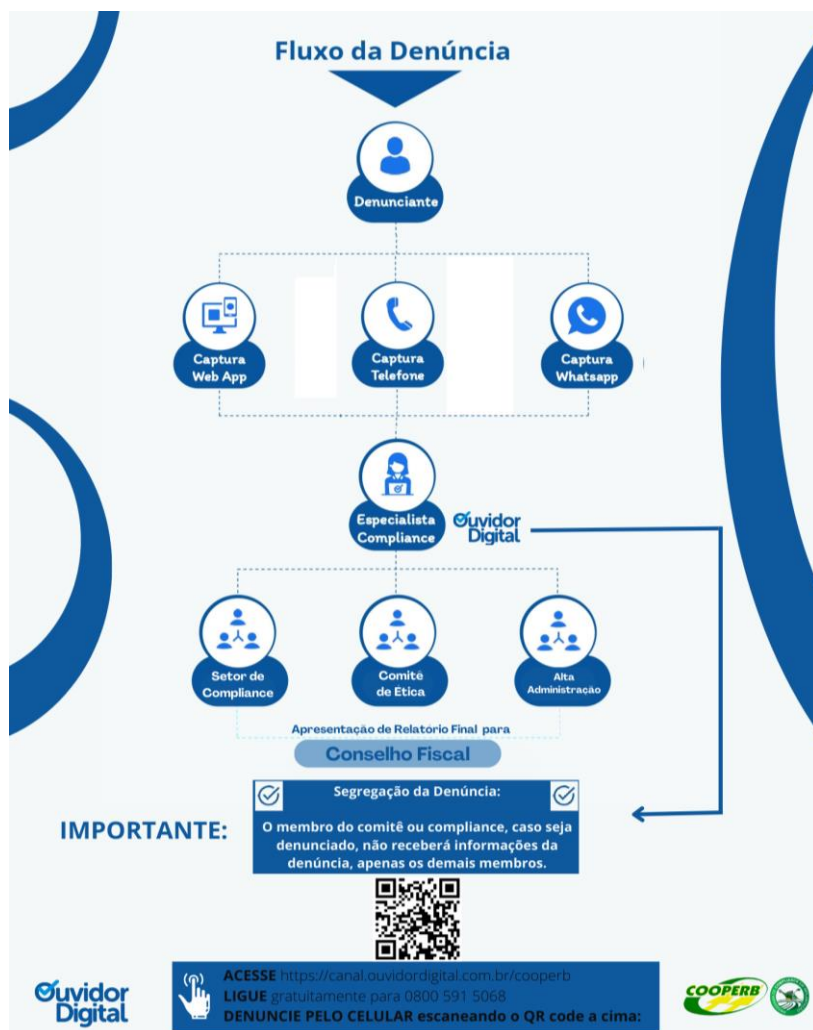 Fluxo da Denúncia
Denunciante
Captura
Web App
Captura
Telefone
Captura
Whatsapp
Especialista
Compliance
Ouvidor
Digital
Setor de
Compliance
Comitê
de Ética
Alta
Administração
Apresentação de Relatório Final para
Conselho Fiscal
Segregação da Denúncia:
IMPORTANTE:
O membro do comitê ou compliance, caso seja
denunciado, não receberá informações da
denúncia, apenas os demais membros.
Ouvidor
Digital
ACESSE https://canal.ouvidordigital.com.br/cooperb
LIGUE gratuitamente para 0800 591 5068
DENUNCIE PELO CELULAR escaneando o QR code a cima:
COOPERB